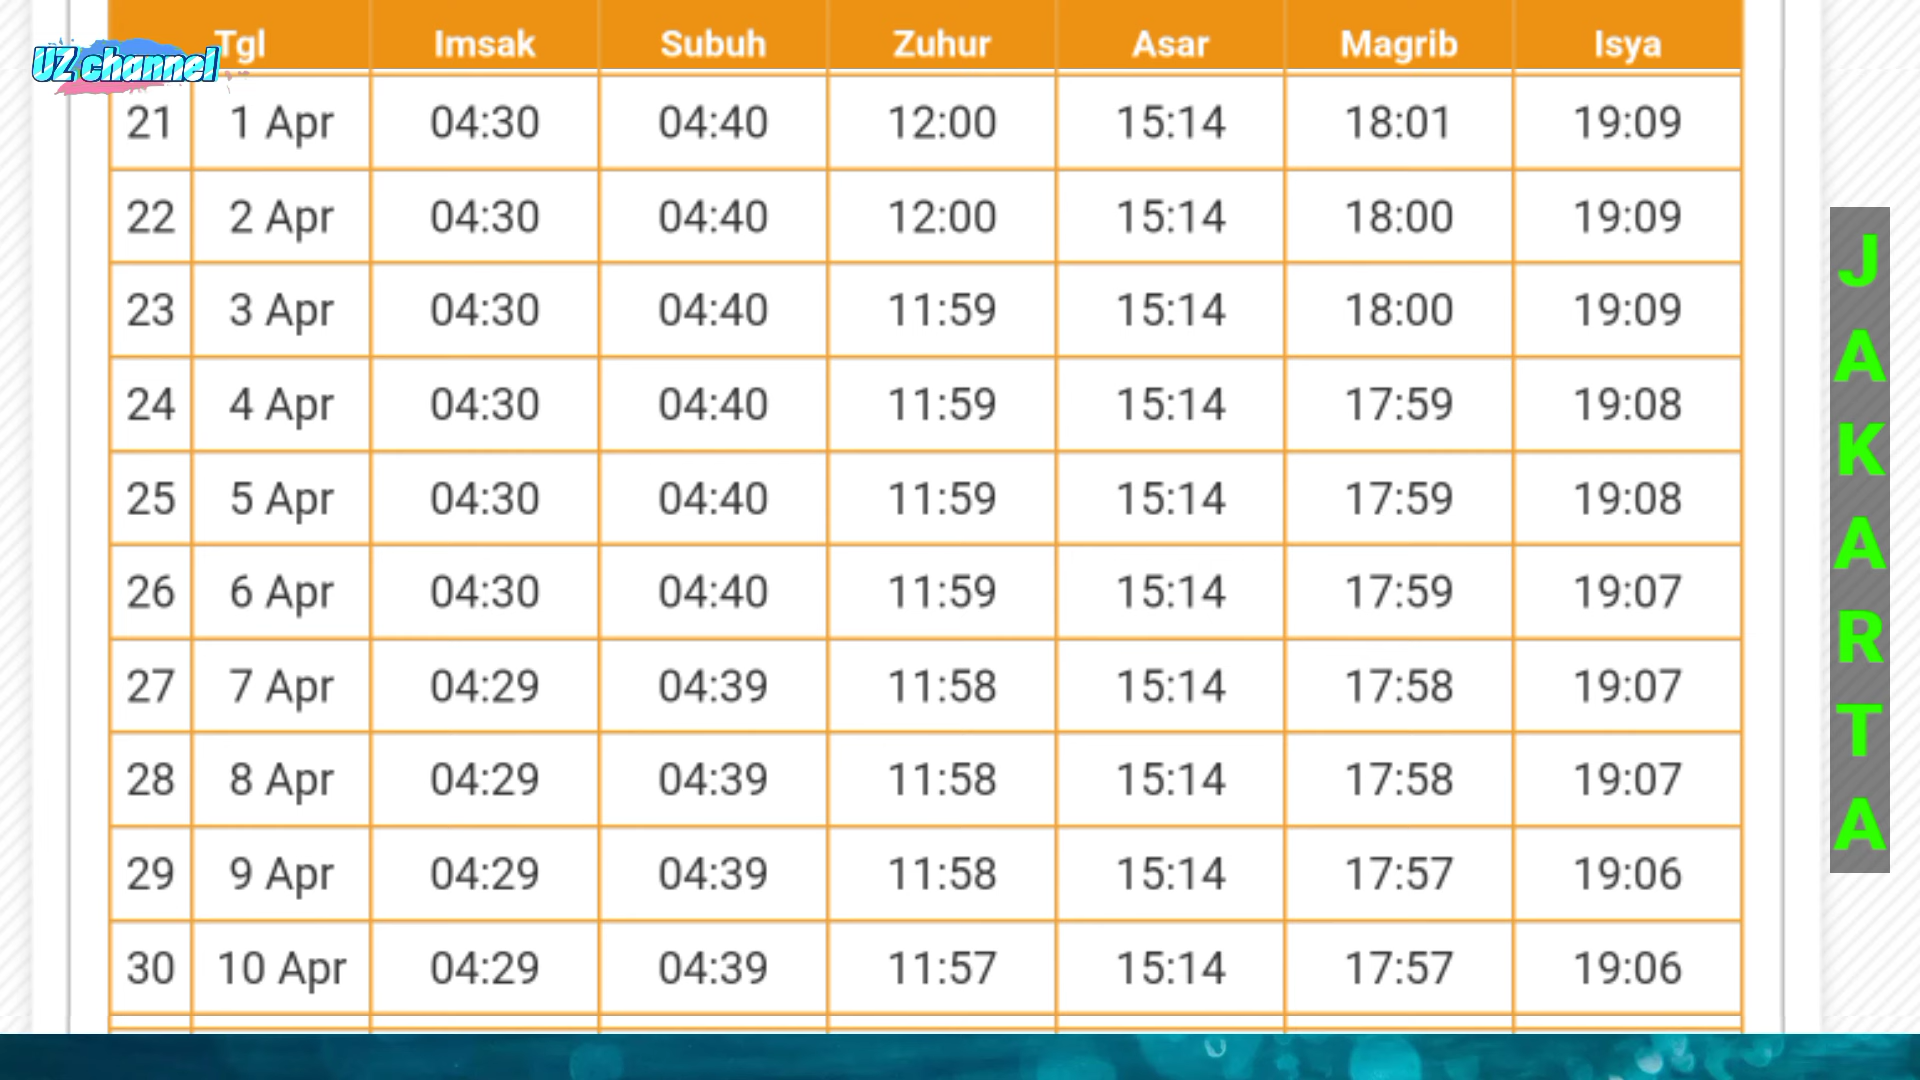 UZ channel
Tgl Imsak Subuh Zuhur Asar Magrib Isya
21 1 Apr 04:30 04:40 12:00 15:14 18:01 19:09
22 2 Apr 04:30 04:40 12:00 15:14 18:00 19:09
23 3 Apr 04:30 04:40 11:59 15:14 18:00 19:09
24 4 Apr 04:30 04:40 11:59 15:14 17:59 19:08
25 5 Apr 04:30 04:40 11:59 15:14 17:59 19:08
26 6 Apr 04:30 04:40 11:59 15:14 17:59 19:07
27 7 Apr 04:29 04:39 11:58 15:14 17:58 19:07
28 8 Apr 04:29 04:39 11:58 15:14 17:58 19:07
29 9 Apr 04:29 04:39 11:58 15:14 17:57 19:06
30 10 Apr 04:29 04:39 11:57 15:14 17:57 19:06
JAKARTA